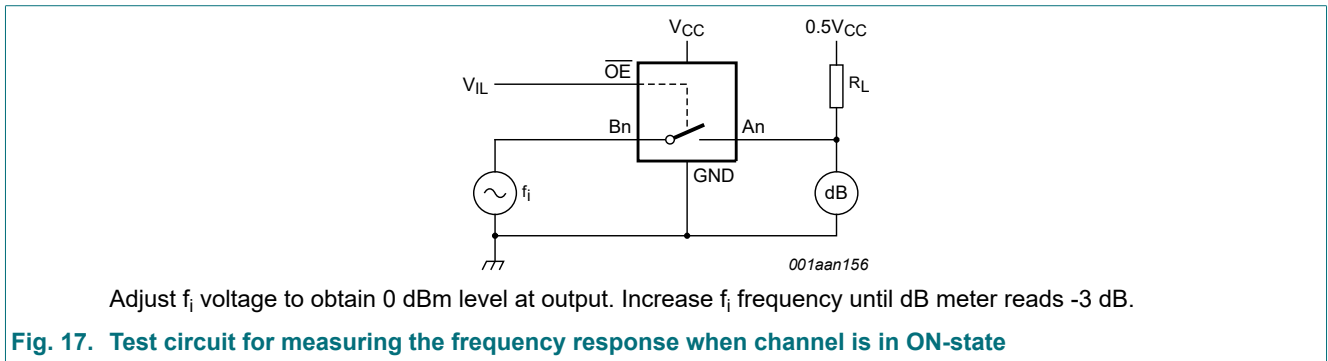 VCC
0.5VCC
OE
VIL
RL
Bn
An
GND
fi
dB
001aan156
Adjust fi voltage to obtain 0 dBm level at output. Increase fi frequency until dB meter reads -3 dB.
Fig. 17. Test circuit for measuring the frequency response when channel is in ON-state